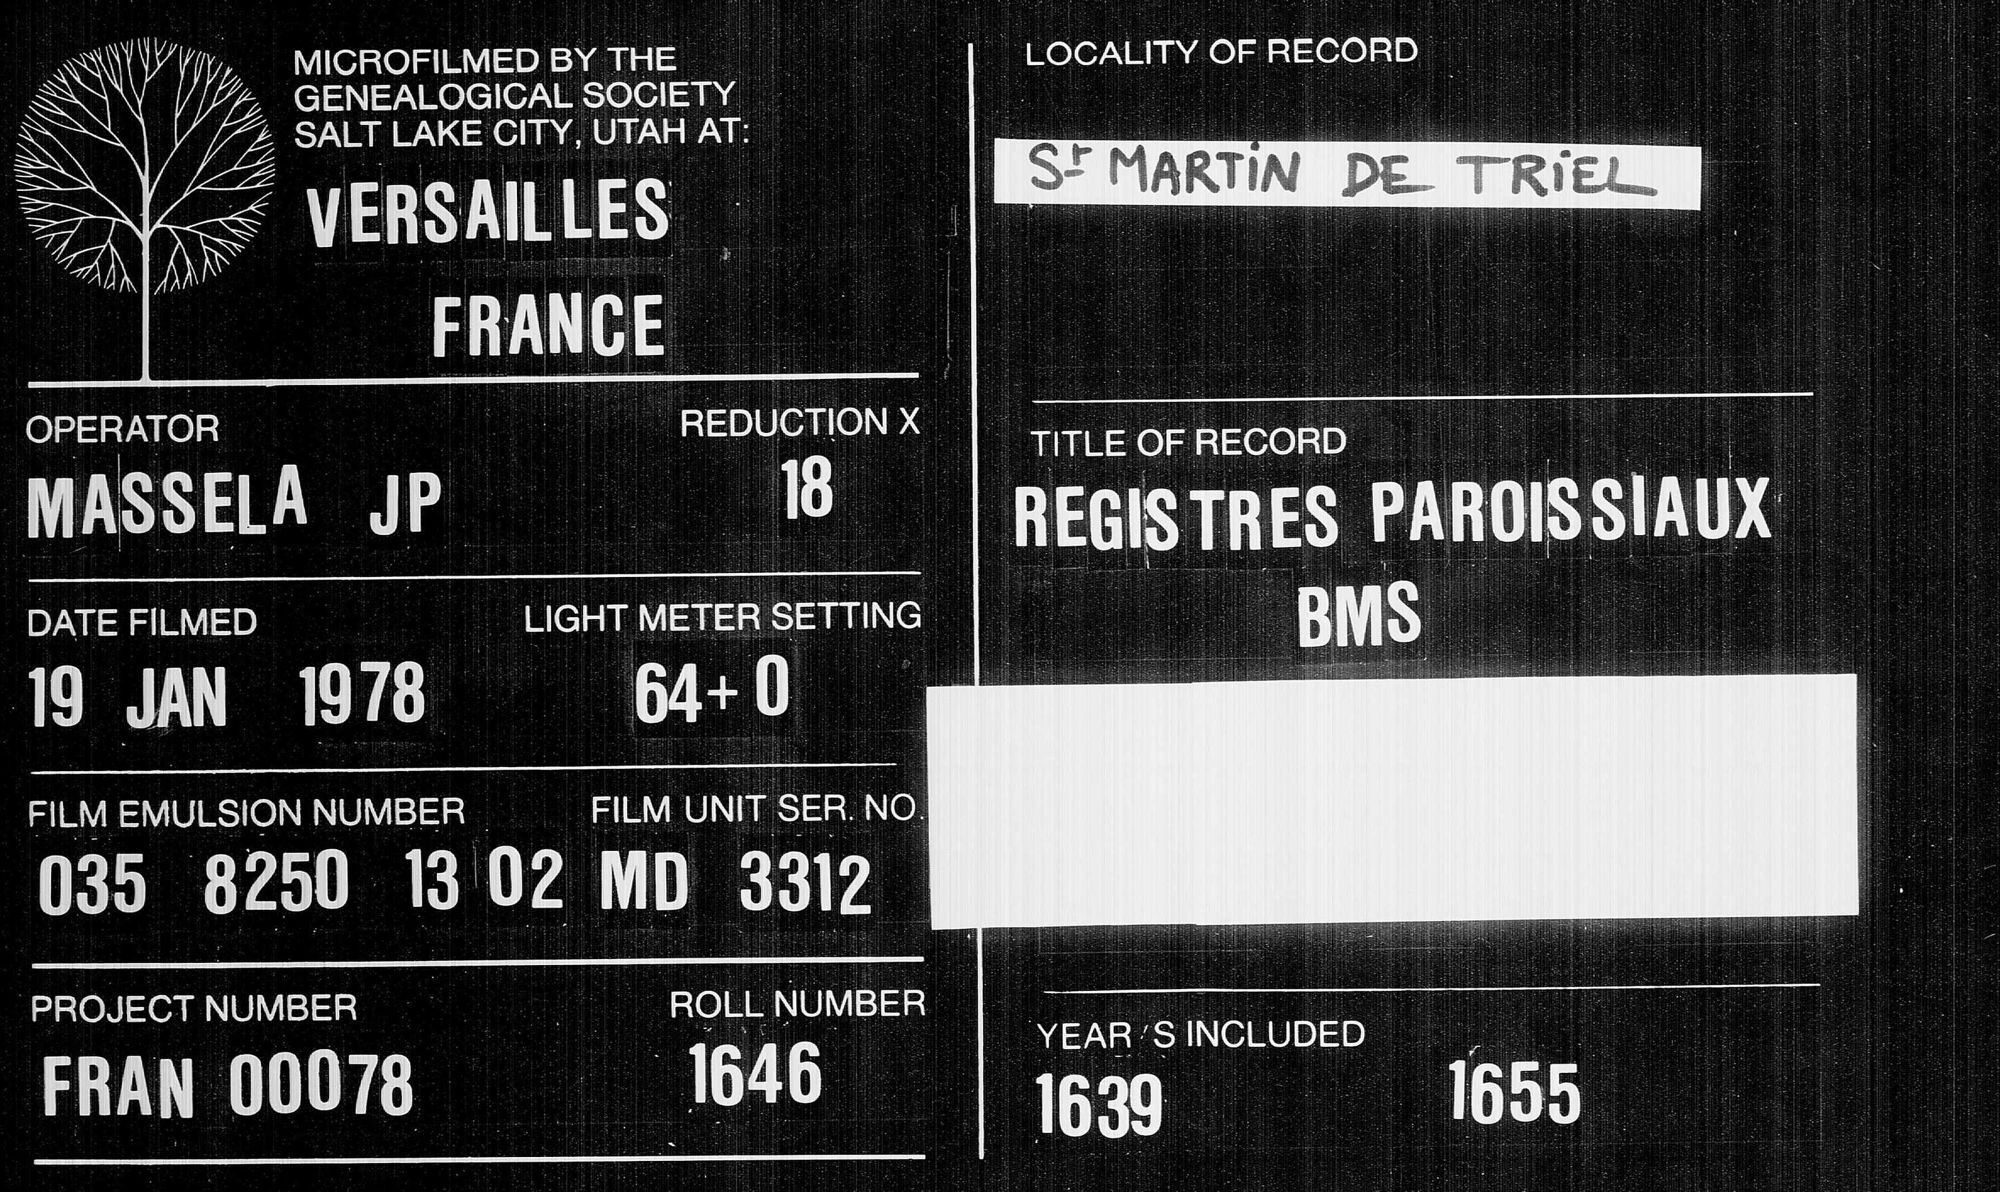 MICROFILMED BY THE
GENEALOGICAL SOCIETY
SALT LAKE CITY, UTAH AT:
VERSAILLES
FRANCE
OPERATOR REDUCTION X
MASSELA JP 18
DATE FILMED LIGHT METER SETTING
19 JAN 1978 64+0
FILM EMULSION NUMBER FILM UNIT SER. NO.
035 8250 13 02 MD 3312
PROJECT NUMBER ROLL NUMBER
FRAN 00078 1646
LOCALITY OF RECORD
St MARTIN DE TRIEL
TITLE OF RECORD
REGISTRES PAROISSIAUX
BMS
YEAR'S INCLUDED
1639 1655